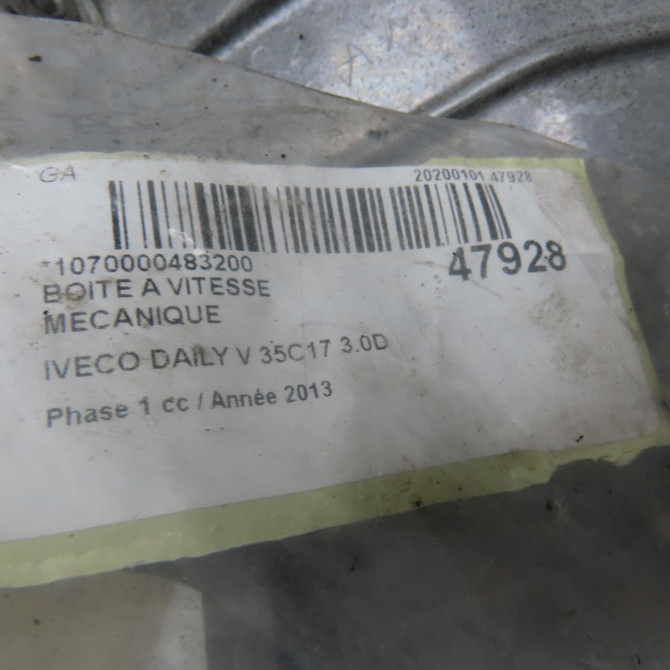 GA
20200101 47928
*1070000483200
47928
BOITE A VITESSE
MECANIQUE
IVECO DAILY V 35C17 3.0D
Phase 1 cc / Année 2013